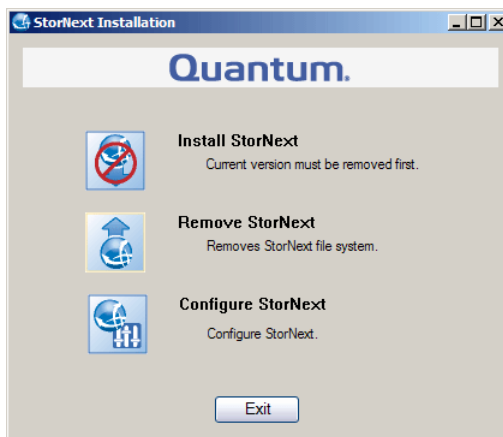 StorNext Installation
Quantum.
Install StorNext
Current version must be removed first.
Remove StorNext
Removes StorNext file system.
Configure StorNext
Configure StorNext.
Exit